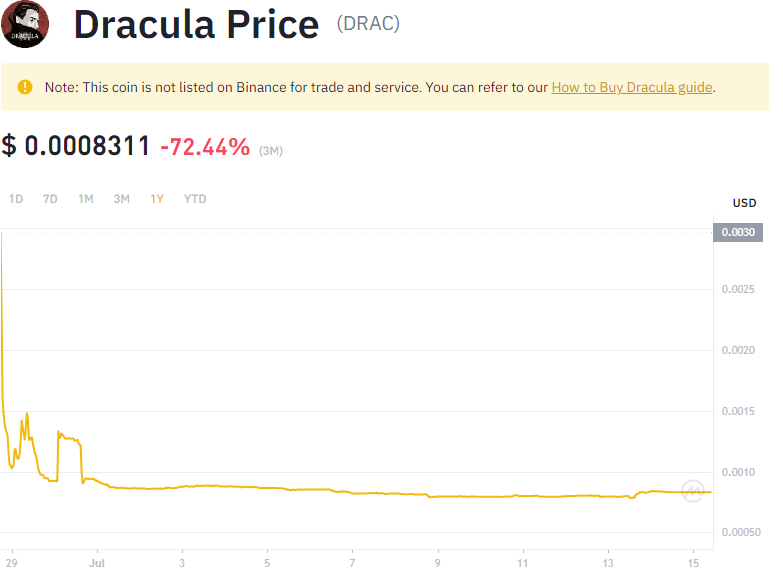 DRACULA
Dracula Price (DRAC)
Note: This coin is not listed on Binance for trade and service. You can refer to our How to Buy Dracula guide.
$ 0.0008311 -72.44% (3M)
1D 7D 1M 3M 1Y YTD
USD
0.0030
0.0025
0.0020
0.0015
0.0010
0.00050
29 Jul 3 5 7 9 11 13 15